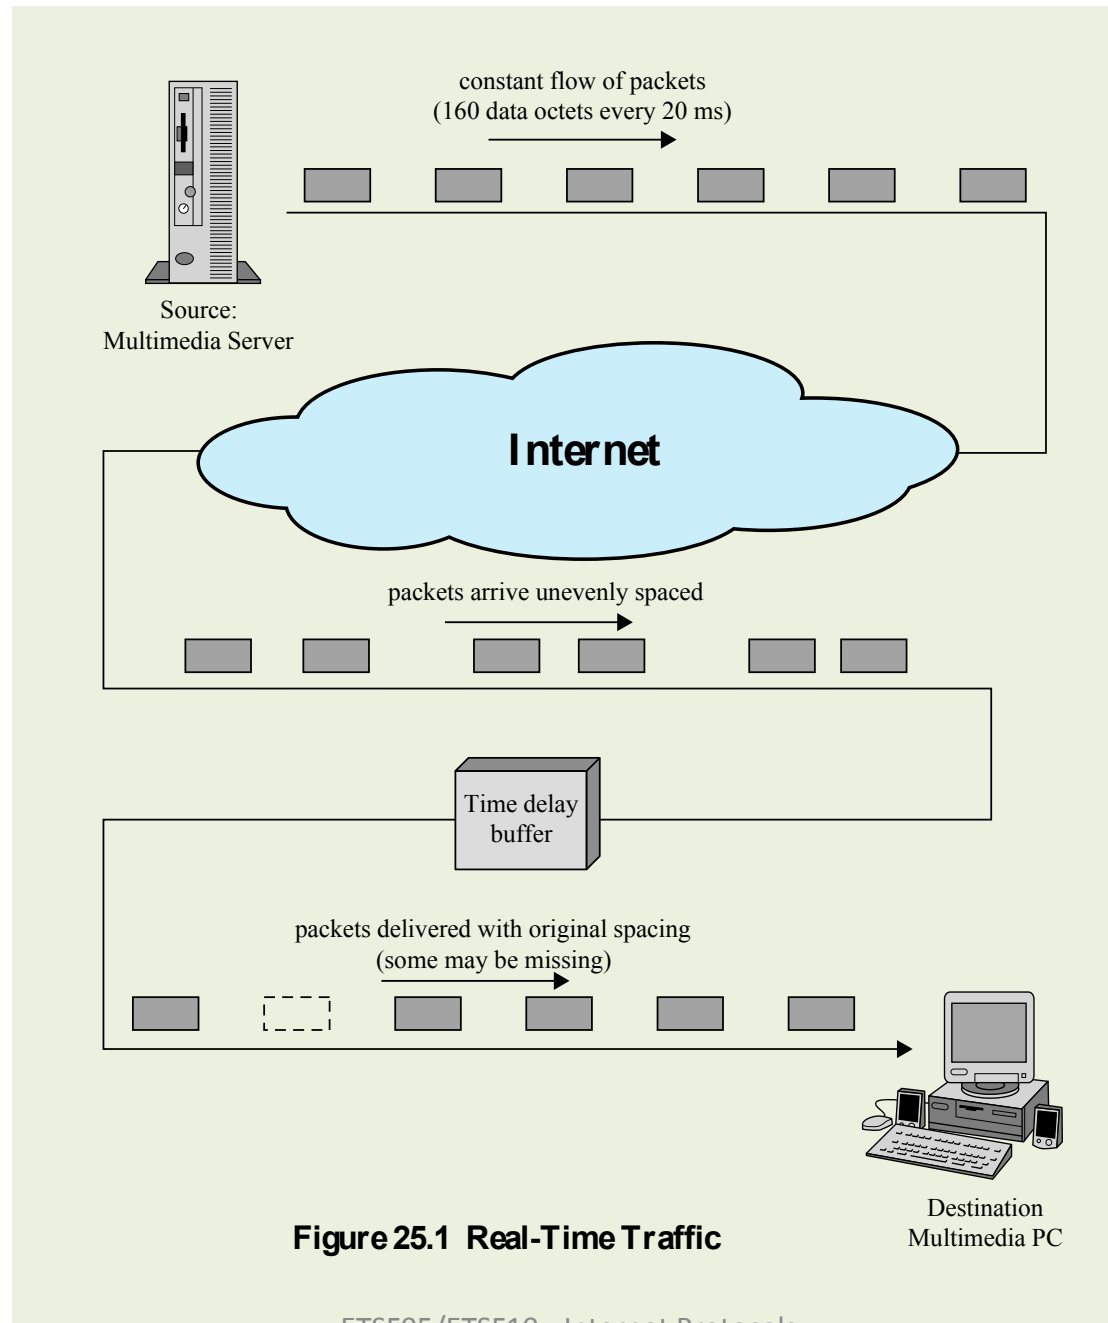 constant flow of packets
(160 data octets every 20 ms)
Source:
Multimedia Server
Internet
packets arrive unevenly spaced
Time delay
buffer
packets delivered with original spacing
(some may be missing)
Destination
Multimedia PC
Figure 25.1 Real-Time Traffic
Internet Protocols